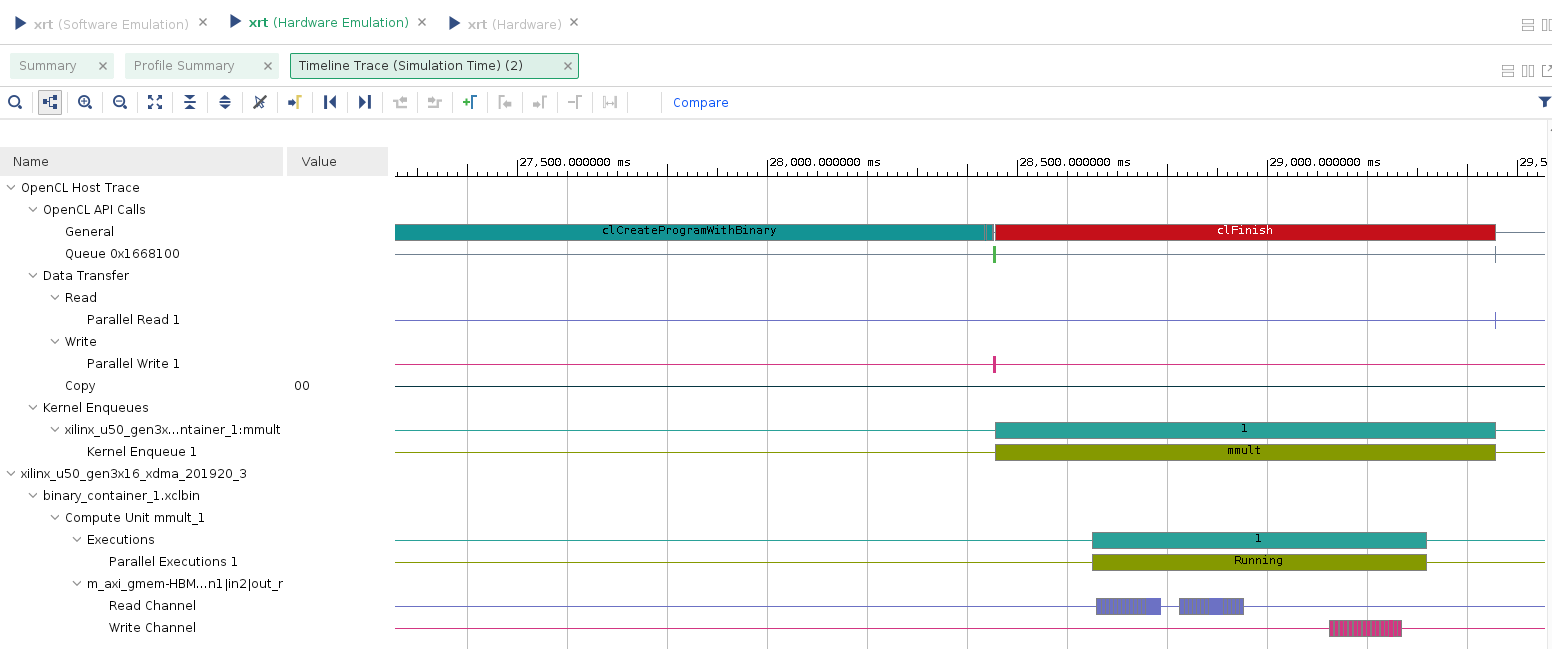 xrt (Software Emulation) xrt (Hardware Emulation) xrt (Hardware)
Summary Profile Summary Timeline Trace (Simulation Time) (2)
Compare
Name Value 27,500.000000 ms 28,000.000000 ms 28,500.000000 ms 29,000.000000 ms 29,5
OpenCL Host Trace
OpenCL API Calls
General clCreateProgramWithBinary clFinish
Queue 0x1668100
Data Transfer
Read
Parallel Read 1
Write
Parallel Write 1
Copy 00
Kernel Enqueues
xilinx_u50_gen3x...ntainer_1:mmult 1
Kernel Enqueue 1 mmult
xilinx_u50_gen3x16_xdma_201920_3
binary_container_1.xclbin
Compute Unit mmult_1
Executions 1
Parallel Executions 1 Running
m_axi_gmem-HBM...n1|in2|out_r
Read Channel
Write Channel